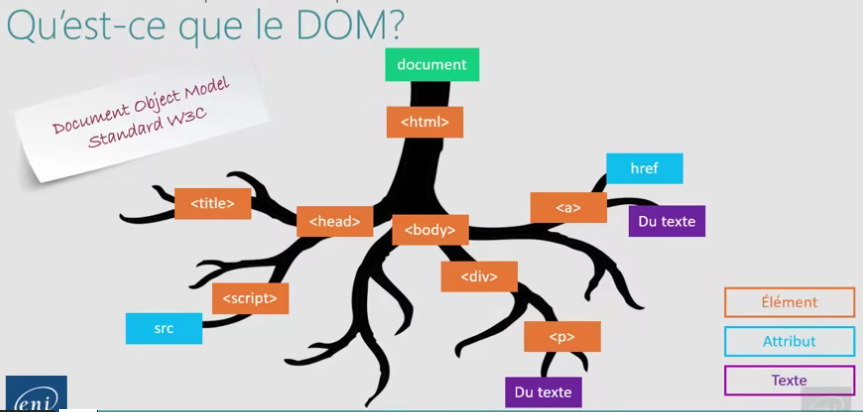 Qu'est-ce que le DOM?
Document Object Model
Standard W3C
document
<html>
href
<title>
<head>
<body>
<a>
Du texte
<div>
<script>
src
<p>
Du texte
Élément
Attribut
Texte
eni